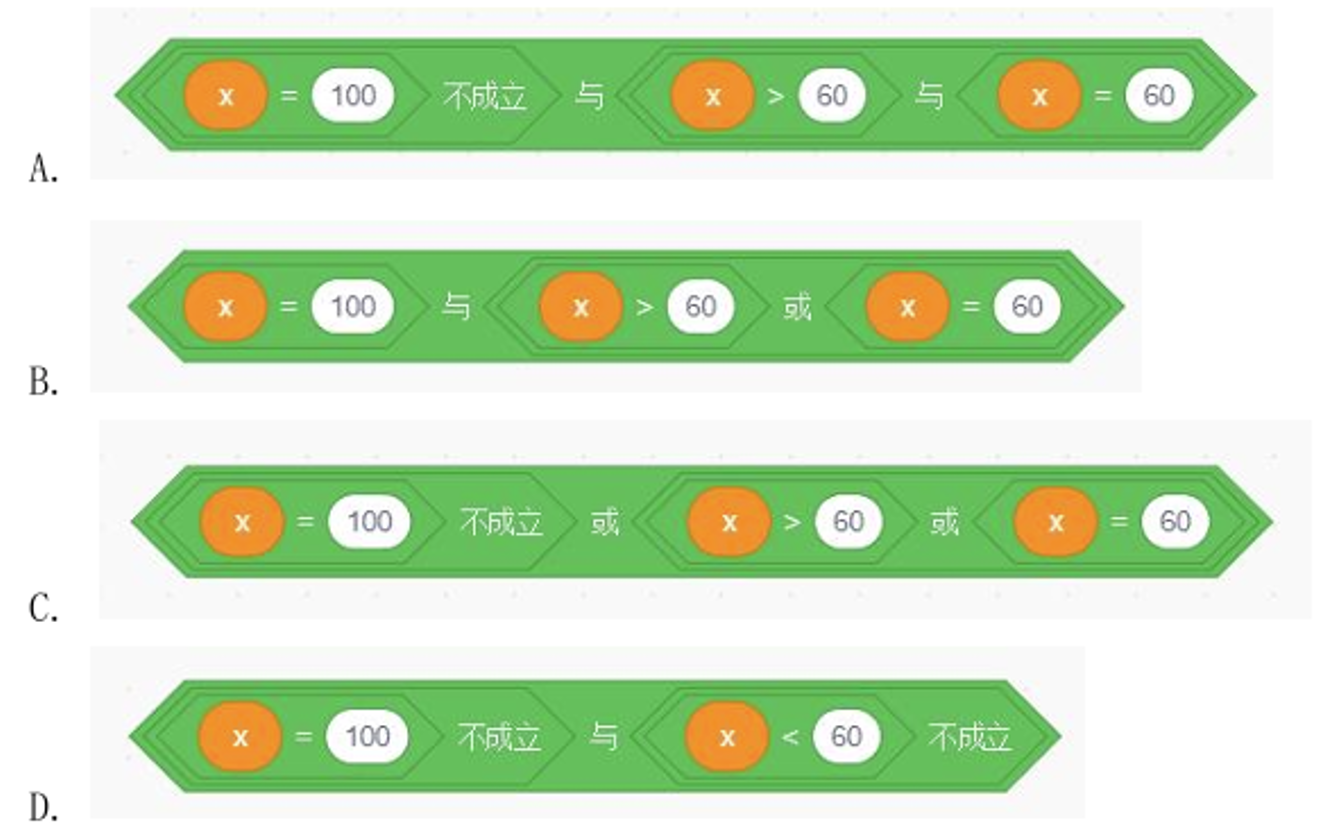 A. x = 100 不成立 与 x > 60 与 x = 60
B. x = 100 与 x > 60 或 x = 60
C. x = 100 不成立 或 x > 60 或 x = 60
D. x = 100 不成立 与 x < 60 不成立